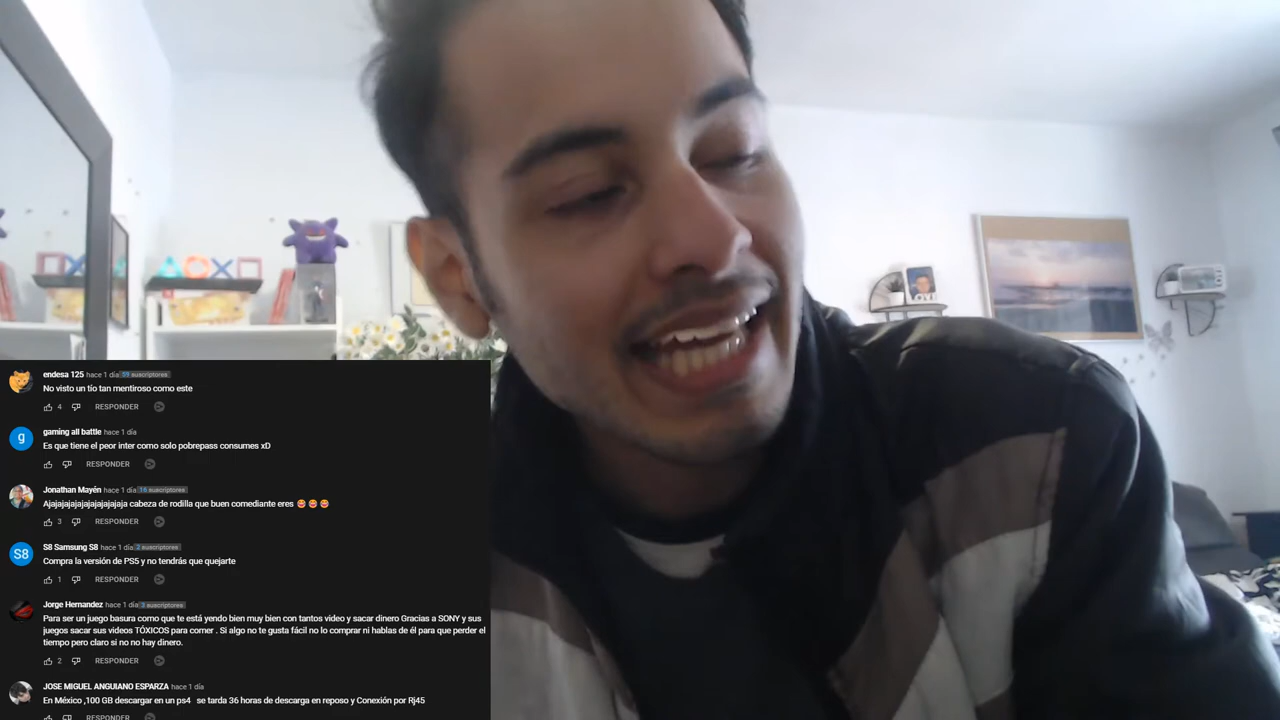 endesa 125 hace 1 día 59 suscriptores
No visto un tío tan mentiroso como este
4 RESPONDER
gaming all battle hace 1 día
Es que tiene el peor inter como solo pobrepass consumes xD
RESPONDER
Jonathan Mayén hace 1 día 16 suscriptores
Ajajajajajajajajajajaja cabeza de rodilla que buen comediante eres 🥰🥰🥰
3 RESPONDER
S8
S8 Samsung S8 hace 1 día 2 suscriptores
Compra la versión de PS5 y no tendrás que quejarte
1 RESPONDER
Jorge Hernandez hace 1 día 3 suscriptores
Para ser un juego basura como que te está yendo bien muy bien con tantos video y sacar dinero Gracias a SONY y sus
juegos sacar sus videos TÓXICOS para comer . Si algo no te gusta fácil no lo comprar ni hablas de él para que perder el
tiempo pero claro si no no hay dinero.
2 RESPONDER
JOSE MIGUEL ANGUIANO ESPARZA hace 1 día
En México ,100 GB descargar en un ps4 se tarda 36 horas de descarga en reposo y Conexión por Rj45
RESPONDER